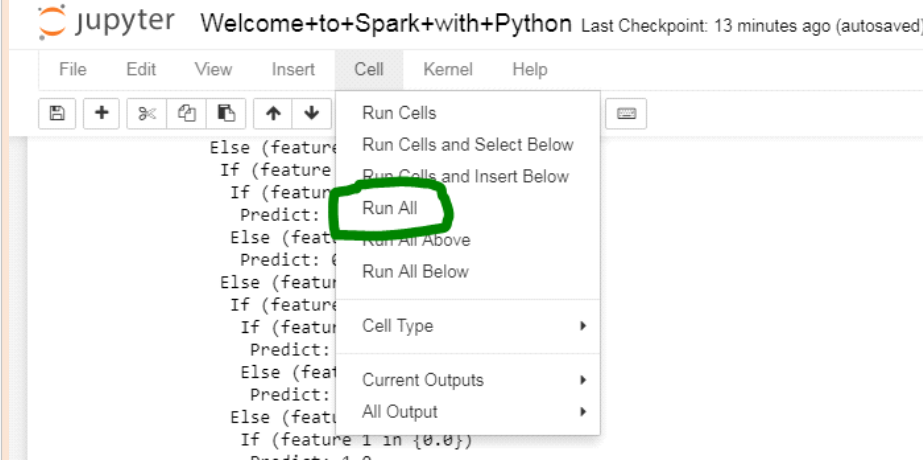 jupyter Welcome+to+Spark+with+Python Last Checkpoint: 13 minutes ago (autosaved)
File Edit View Insert Cell Kernel Help
Run Cells
Run Cells and Select Below
Run Cells and Insert Below
Run All
Run All Above
Run All Below
Cell Type
Current Outputs
All Output
Else (feature
If (feature
If (featur
Predict:
Else (feat
Predict:
Else (feature
If (feature
If (featur
Predict:
Else (feat
Predict:
Else (featu
If (feature 1 in {0.0})